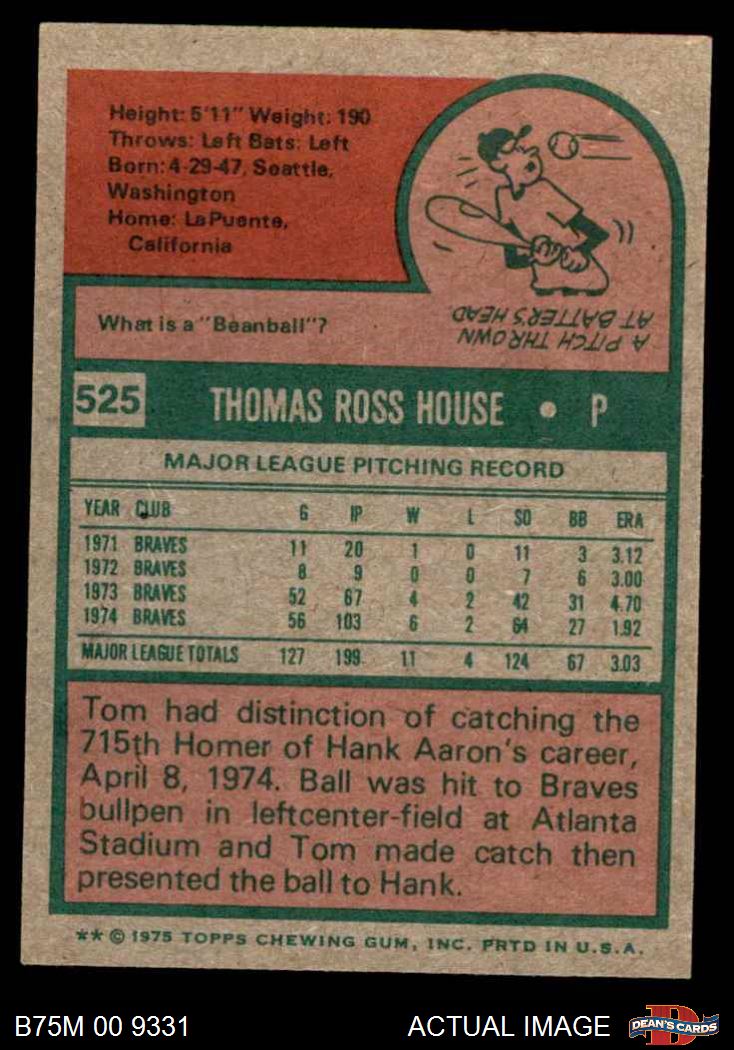 Height: 5'11" Weight: 190
Throws: Left Bats: Left
Born: 4-29-47, Seattle,
Washington
Home: LaPuente,
California
What is a "Beanball"?
A PITCH THROWN
AT BATTER'S HEAD.
525 THOMAS ROSS HOUSE • P
MAJOR LEAGUE PITCHING RECORD
YEAR CLUB G IP W L SO BB ERA
1971 BRAVES 11 20 1 0 11 3 3.12
1972 BRAVES 8 9 0 0 7 6 3.00
1973 BRAVES 52 67 4 2 42 31 4.70
1974 BRAVES 56 103 6 2 64 27 1.92
MAJOR LEAGUE TOTALS 127 199 11 4 124 67 3.03
Tom had distinction of catching the
715th Homer of Hank Aaron's career,
April 8, 1974. Ball was hit to Braves
bullpen in leftcenter-field at Atlanta
Stadium and Tom made catch then
presented the ball to Hank.
** © 1975 TOPPS CHEWING GUM, INC. PRTD IN U.S.A.
B75M 00 9331 ACTUAL IMAGE
D
DEAN'S CARDS